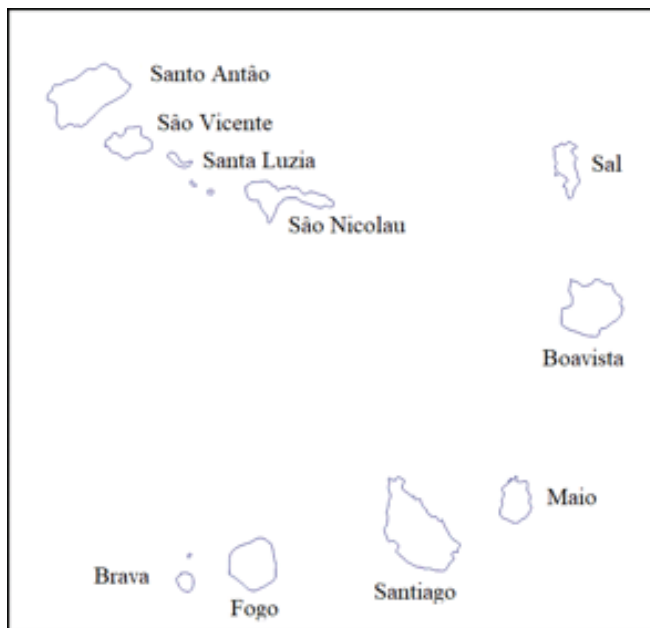 Santo Antão
São Vicente
Santa Luzia
Sal
São Nicolau
Boavista
Maio
Brava
Santiago
Fogo